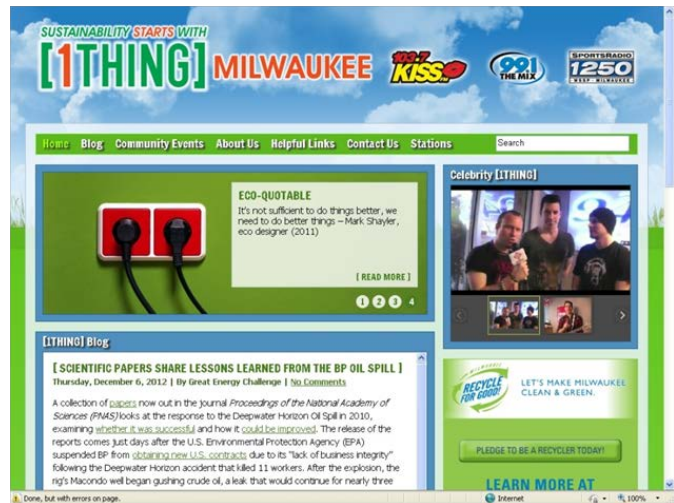 SUSTAINABILITY STARTS WITH
[1THING] MILWAUKEE
103.7
KISS FM
99.1
THE MIX
SPORTSRADIO
1250
WSSP MILWAUKEE
Home Blog Community Events About Us Helpful Links Contact Us Stations
Search
ECO-QUOTABLE
It's not sufficient to do things better, we
need to do better things – Mark Shayler,
eco designer (2011)
[ READ MORE ]
1 2 3 4
Celebrity [1THING]
[1THING] Blog
[ SCIENTIFIC PAPERS SHARE LESSONS LEARNED FROM THE BP OIL SPILL ]
Thursday, December 6, 2012 | By Great Energy Challenge | No Comments
A collection of papers now out in the journal Proceedings of the National Academy of
Sciences (PNAS) looks at the response to the Deepwater Horizon Oil Spill in 2010,
examining whether it was successful and how it could be improved. The release of the
reports comes just days after the U.S. Environmental Protection Agency (EPA)
suspended BP from obtaining new U.S. contracts due to its "lack of business integrity"
following the Deepwater Horizon accident that killed 11 workers. After the explosion, the
rig's Macondo well began gushing crude oil, a leak that would continue for nearly three
MILWAUKEE
RECYCLE
FOR GOOD!
LET'S MAKE MILWAUKEE
CLEAN & GREEN.
PLEDGE TO BE A RECYCLER TODAY!
LEARN MORE AT
Done, but with errors on page.
Internet
100%